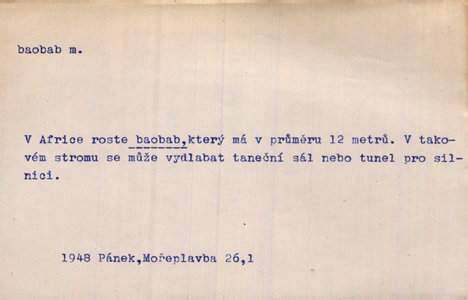 baobab m.
V Africe roste baobab,který má v průměru 12 metrů. V tako-
vém stromu se může vydlabat taneční sál nebo tunel pro sil-
nici.
1948 Pánek,Mořeplavba 26,1